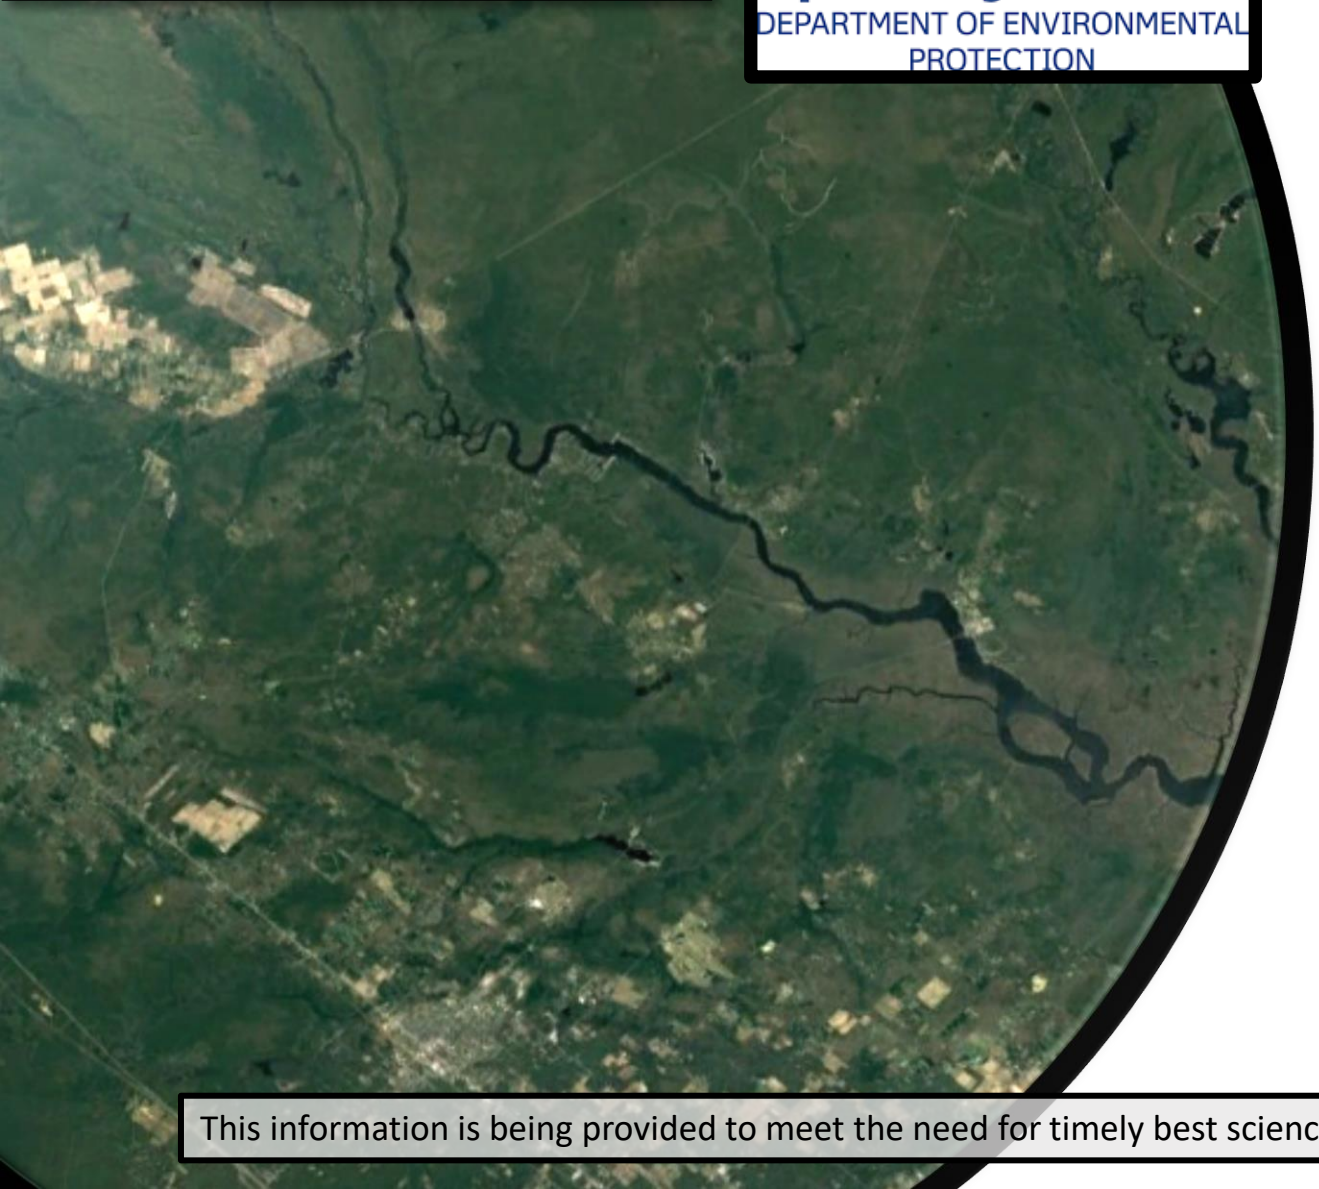 DEPARTMENT OF ENVIRONMENTAL
PROTECTION
This information is being provided to meet the need for timely best scienc